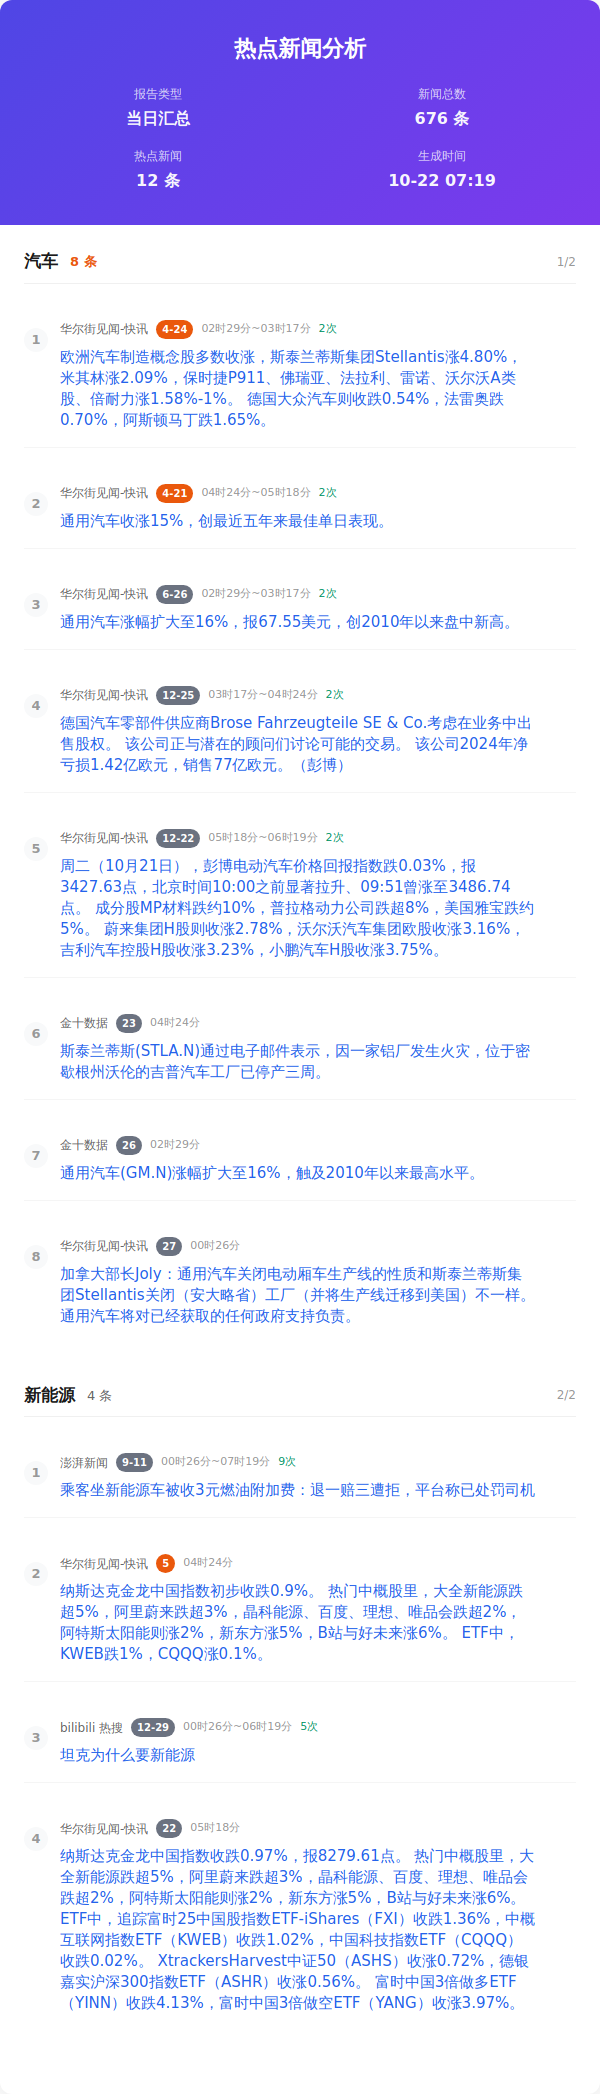 热点新闻分析
报告类型
新闻总数
当日汇总
676 条
热点新闻
生成时间
12 条
10-22 07:19
汽车 8 条 1/2
1
华尔街见闻-快讯 4-24 02时29分~03时17分 2次
欧洲汽车制造概念股多数收涨，斯泰兰蒂斯集团Stellantis涨4.80%，
米其林涨2.09%，保时捷P911、佛瑞亚、法拉利、雷诺、沃尔沃A类
股、倍耐力涨1.58%-1%。 德国大众汽车则收跌0.54%，法雷奥跌
0.70%，阿斯顿马丁跌1.65%。
2
华尔街见闻-快讯 4-21 04时24分~05时18分 2次
通用汽车收涨15%，创最近五年来最佳单日表现。
3
华尔街见闻-快讯 6-26 02时29分~03时17分 2次
通用汽车涨幅扩大至16%，报67.55美元，创2010年以来盘中新高。
4
华尔街见闻-快讯 12-25 03时17分~04时24分 2次
德国汽车零部件供应商Brose Fahrzeugteile SE & Co.考虑在业务中出
售股权。 该公司正与潜在的顾问们讨论可能的交易。 该公司2024年净
亏损1.42亿欧元，销售77亿欧元。（彭博）
5
华尔街见闻-快讯 12-22 05时18分~06时19分 2次
周二（10月21日），彭博电动汽车价格回报指数跌0.03%，报
3427.63点，北京时间10:00之前显著拉升、09:51曾涨至3486.74
点。 成分股MP材料跌约10%，普拉格动力公司跌超8%，美国雅宝跌约
5%。 蔚来集团H股则收涨2.78%，沃尔沃汽车集团欧股收涨3.16%，
吉利汽车控股H股收涨3.23%，小鹏汽车H股收涨3.75%。
6
金十数据 23 04时24分
斯泰兰蒂斯(STLA.N)通过电子邮件表示，因一家铝厂发生火灾，位于密
歇根州沃伦的吉普汽车工厂已停产三周。
7
金十数据 26 02时29分
通用汽车(GM.N)涨幅扩大至16%，触及2010年以来最高水平。
8
华尔街见闻-快讯 27 00时26分
加拿大部长Joly：通用汽车关闭电动厢车生产线的性质和斯泰兰蒂斯集
团Stellantis关闭（安大略省）工厂（并将生产线迁移到美国）不一样。
通用汽车将对已经获取的任何政府支持负责。
新能源 4 条 2/2
1
澎湃新闻 9-11 00时26分~07时19分 9次
乘客坐新能源车被收3元燃油附加费：退一赔三遭拒，平台称已处罚司机
2
华尔街见闻-快讯 5 04时24分
纳斯达克金龙中国指数初步收跌0.9%。 热门中概股里，大全新能源跌
超5%，阿里蔚来跌超3%，晶科能源、百度、理想、唯品会跌超2%，
阿特斯太阳能则涨2%，新东方涨5%，B站与好未来涨6%。 ETF中，
KWEB跌1%，CQQQ涨0.1%。
3
bilibili 热搜 12-29 00时26分~06时19分 5次
坦克为什么要新能源
4
华尔街见闻-快讯 22 05时18分
纳斯达克金龙中国指数收跌0.97%，报8279.61点。 热门中概股里，大
全新能源跌超5%，阿里蔚来跌超3%，晶科能源、百度、理想、唯品会
跌超2%，阿特斯太阳能则涨2%，新东方涨5%，B站与好未来涨6%。
ETF中，追踪富时25中国股指数ETF-iShares（FXI）收跌1.36%，中概
互联网指数ETF（KWEB）收跌1.02%，中国科技指数ETF（CQQQ）
收跌0.02%。 XtrackersHarvest中证50（ASHS）收涨0.72%，德银
嘉实沪深300指数ETF（ASHR）收涨0.56%。 富时中国3倍做多ETF
（YINN）收跌4.13%，富时中国3倍做空ETF（YANG）收涨3.97%。